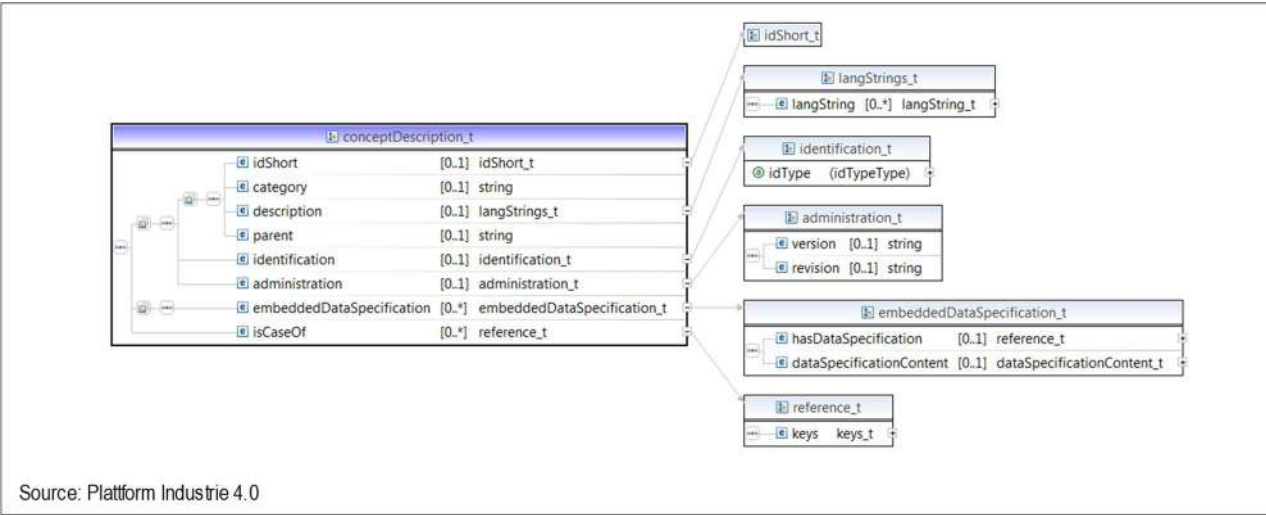 conceptDescription_t
idShort [0..1] idShort_t
category [0..1] string
description [0..1] langStrings_t
parent [0..1] string
identification [0..1] identification_t
administration [0..1] administration_t
embeddedDataSpecification [0..*] embeddedDataSpecification_t
isCaseOf [0..*] reference_t
idShort_t
langStrings_t
langString [0..*] langString_t
identification_t
idType (idTypeType)
administration_t
version [0..1] string
revision [0..1] string
embeddedDataSpecification_t
hasDataSpecification [0..1] reference_t
dataSpecificationContent [0..1] dataSpecificationContent_t
reference_t
keys keys_t
Source: Plattform Industrie 4.0